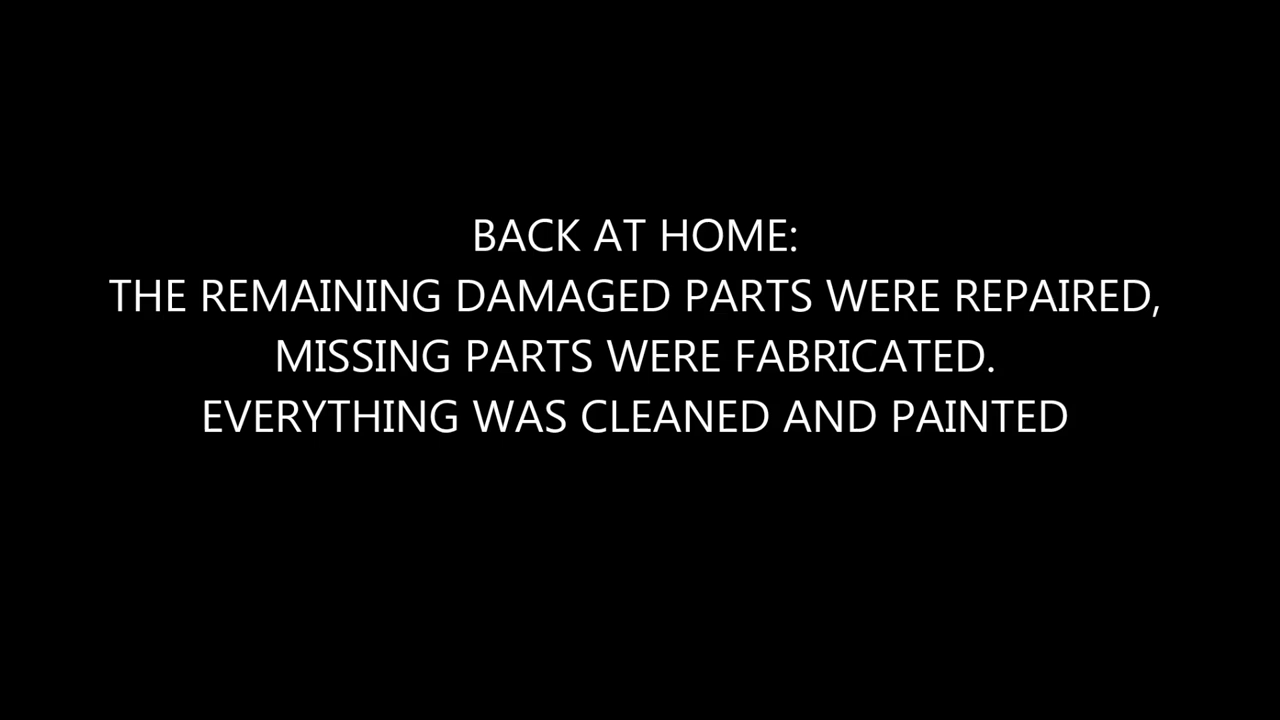 BACK AT HOME:
THE REMAINING DAMAGED PARTS WERE REPAIRED,
MISSING PARTS WERE FABRICATED.
EVERYTHING WAS CLEANED AND PAINTED